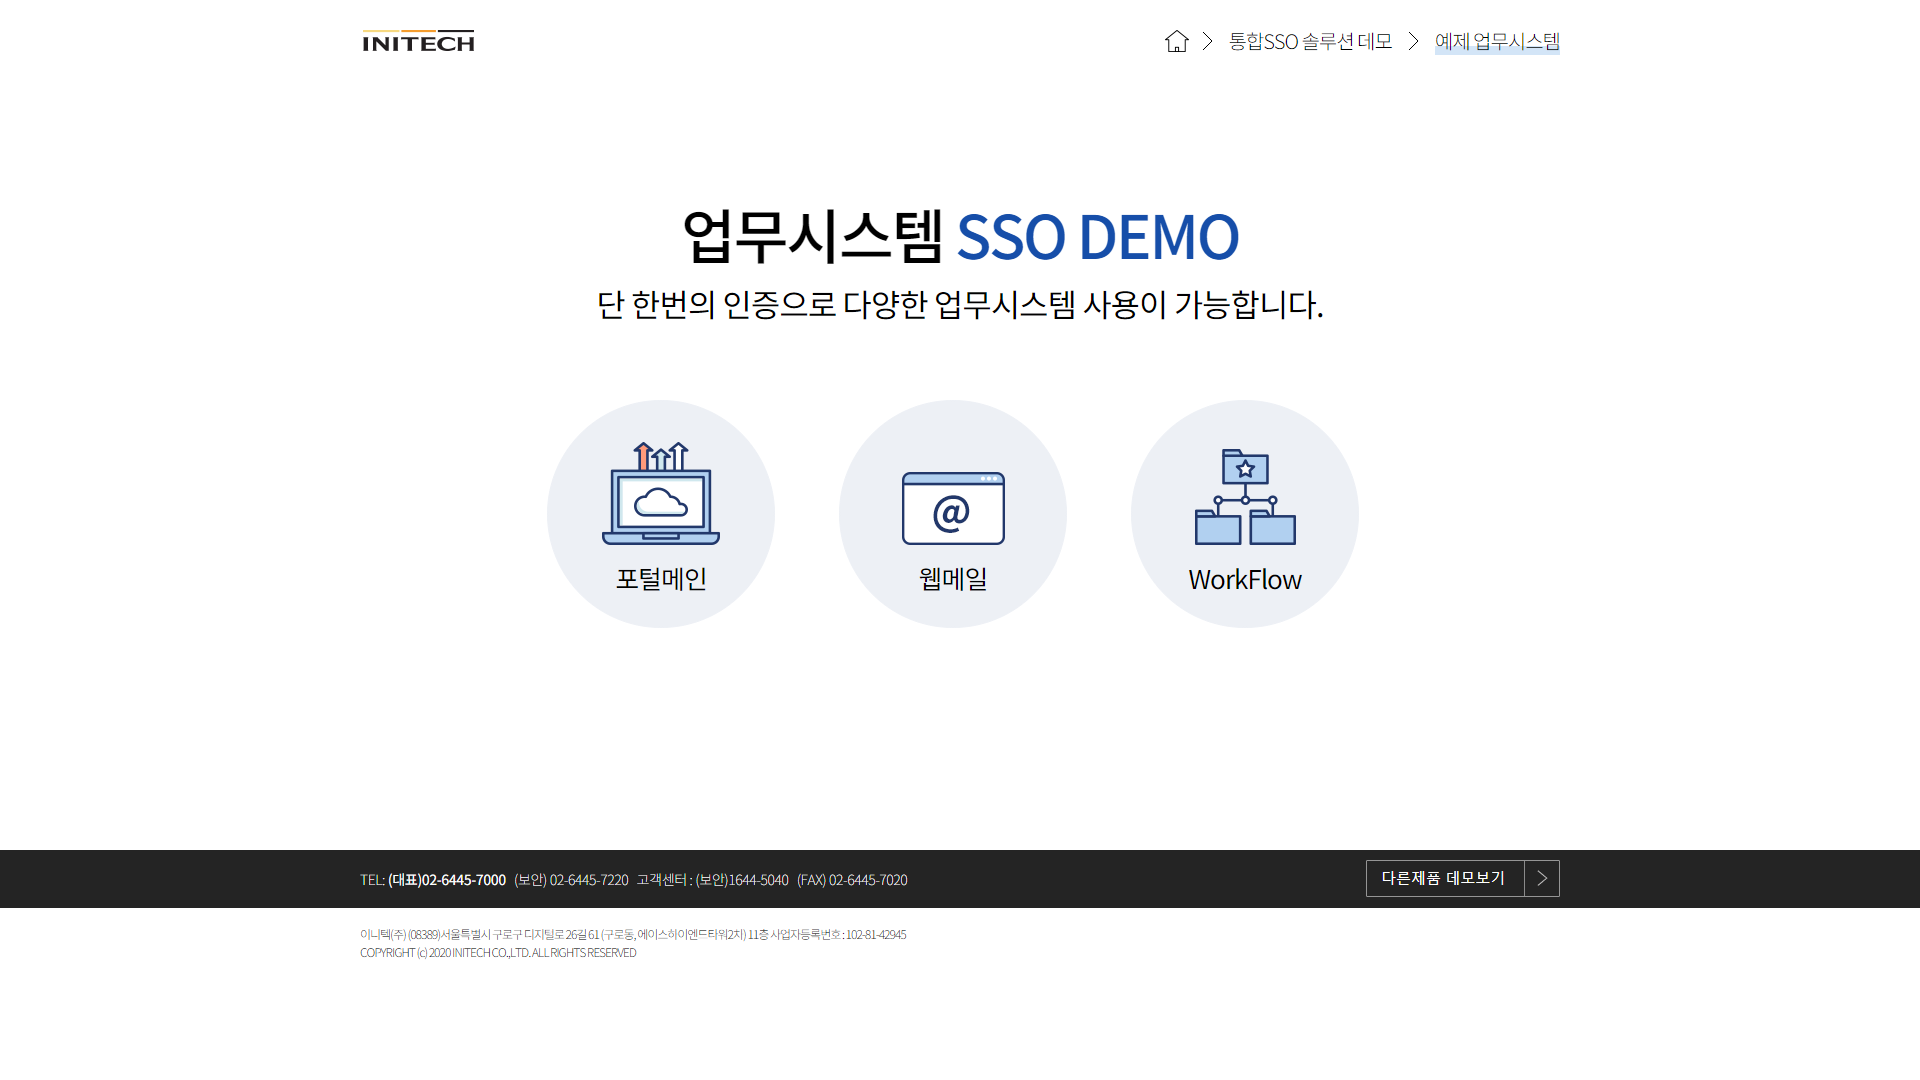 INITECH
통합SSO 솔루션 데모
예제 업무시스템
업무시스템 SSO DEMO
단 한번의 인증으로 다양한 업무시스템 사용이 가능합니다.
@
포털메인
웹메일
WorkFlow
TEL: (대표)02-6445-7000 (보안) 02-6445-7220 고객센터 : (보안)1644-5040 (FAX) 02-6445-7020
다른제품 데모보기
이니텍(주) (08389)서울특별시 구로구 디지털로 26길 61 (구로동, 에이스하이엔드타워2차) 11층 사업자등록번호 : 102-81-42945
COPYRIGHT (c) 2020 INITECH CO.,LTD. ALL RIGHTS RESERVED